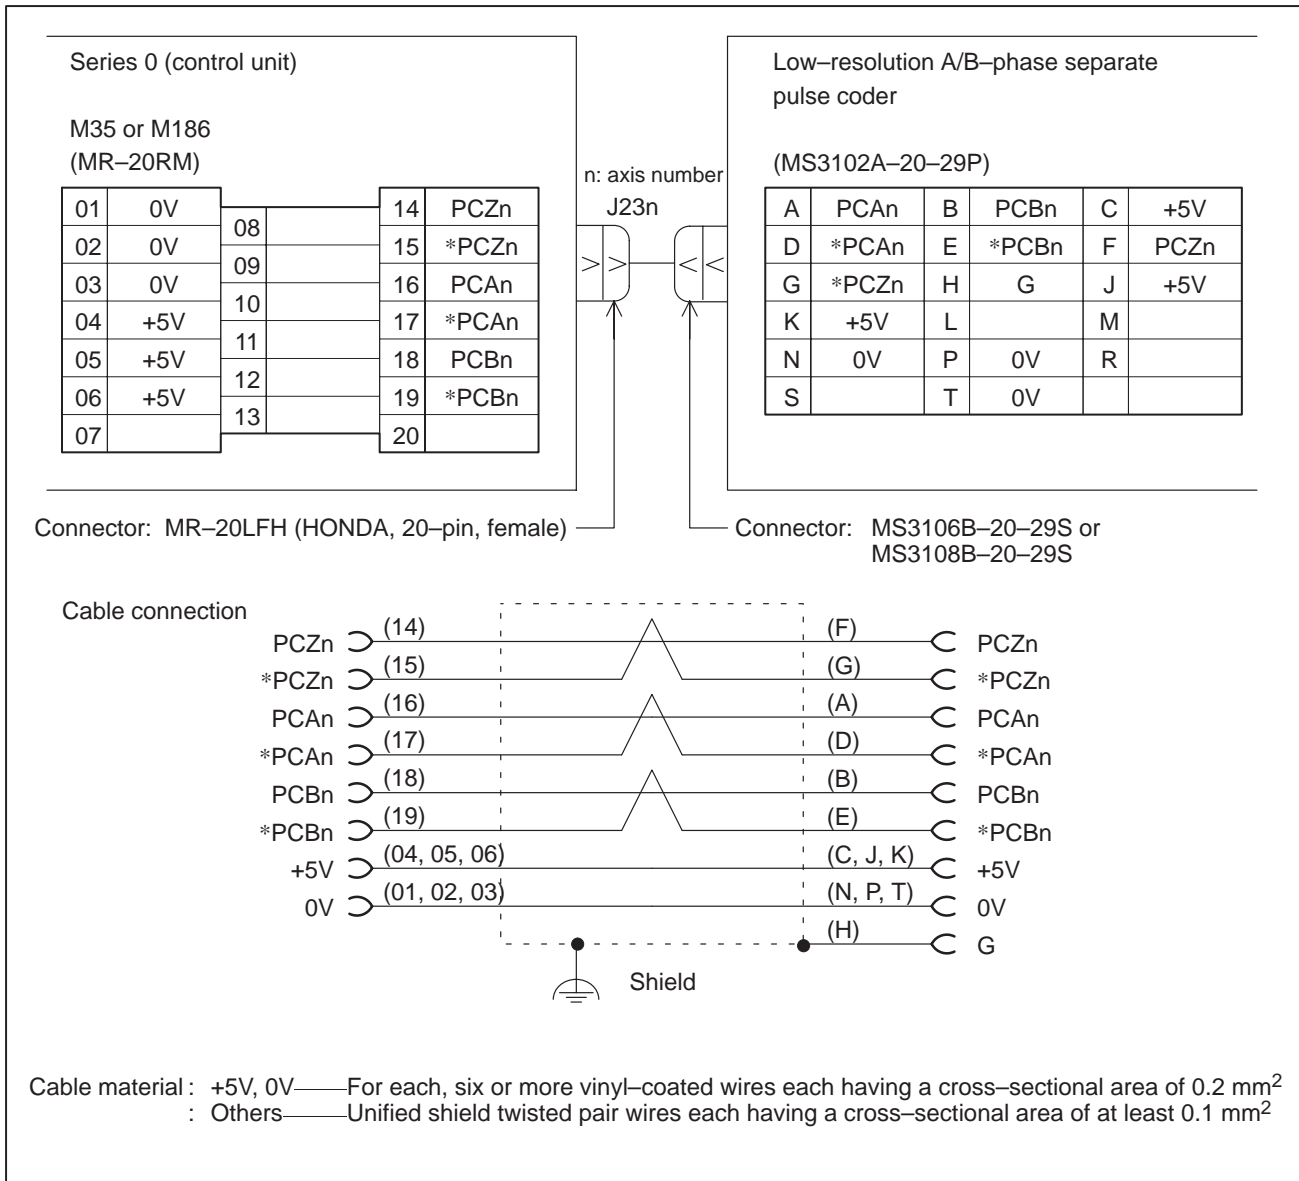 Series 0 (control unit)
M35 or M186
(MR–20RM)
01 0V 14 PCZn
08
02 0V 15 *PCZn
09
03 0V 16 PCAn
10
04 +5V 17 *PCAn
11
05 +5V 18 PCBn
12
06 +5V 19 *PCBn
13
07 20
n: axis number
J23n
Low–resolution A/B–phase separate
pulse coder
(MS3102A–20–29P)
A PCAn B PCBn C +5V
D *PCAn E *PCBn F PCZn
G *PCZn H G J +5V
K +5V L M
N 0V P 0V R
S T 0V
Connector: MR–20LFH (HONDA, 20–pin, female)
Connector: MS3106B–20–29S or
MS3108B–20–29S
Cable connection
PCZn (14) (F) PCZn
*PCZn (15) (G) *PCZn
PCAn (16) (A) PCAn
*PCAn (17) (D) *PCAn
PCBn (18) (B) PCBn
*PCBn (19) (E) *PCBn
+5V (04, 05, 06) (C, J, K) +5V
0V (01, 02, 03) (N, P, T) 0V
(H) G
Shield
Cable material : +5V, 0V For each, six or more vinyl–coated wires each having a cross–sectional area of 0.2 mm²
: Others Unified shield twisted pair wires each having a cross–sectional area of at least 0.1 mm²